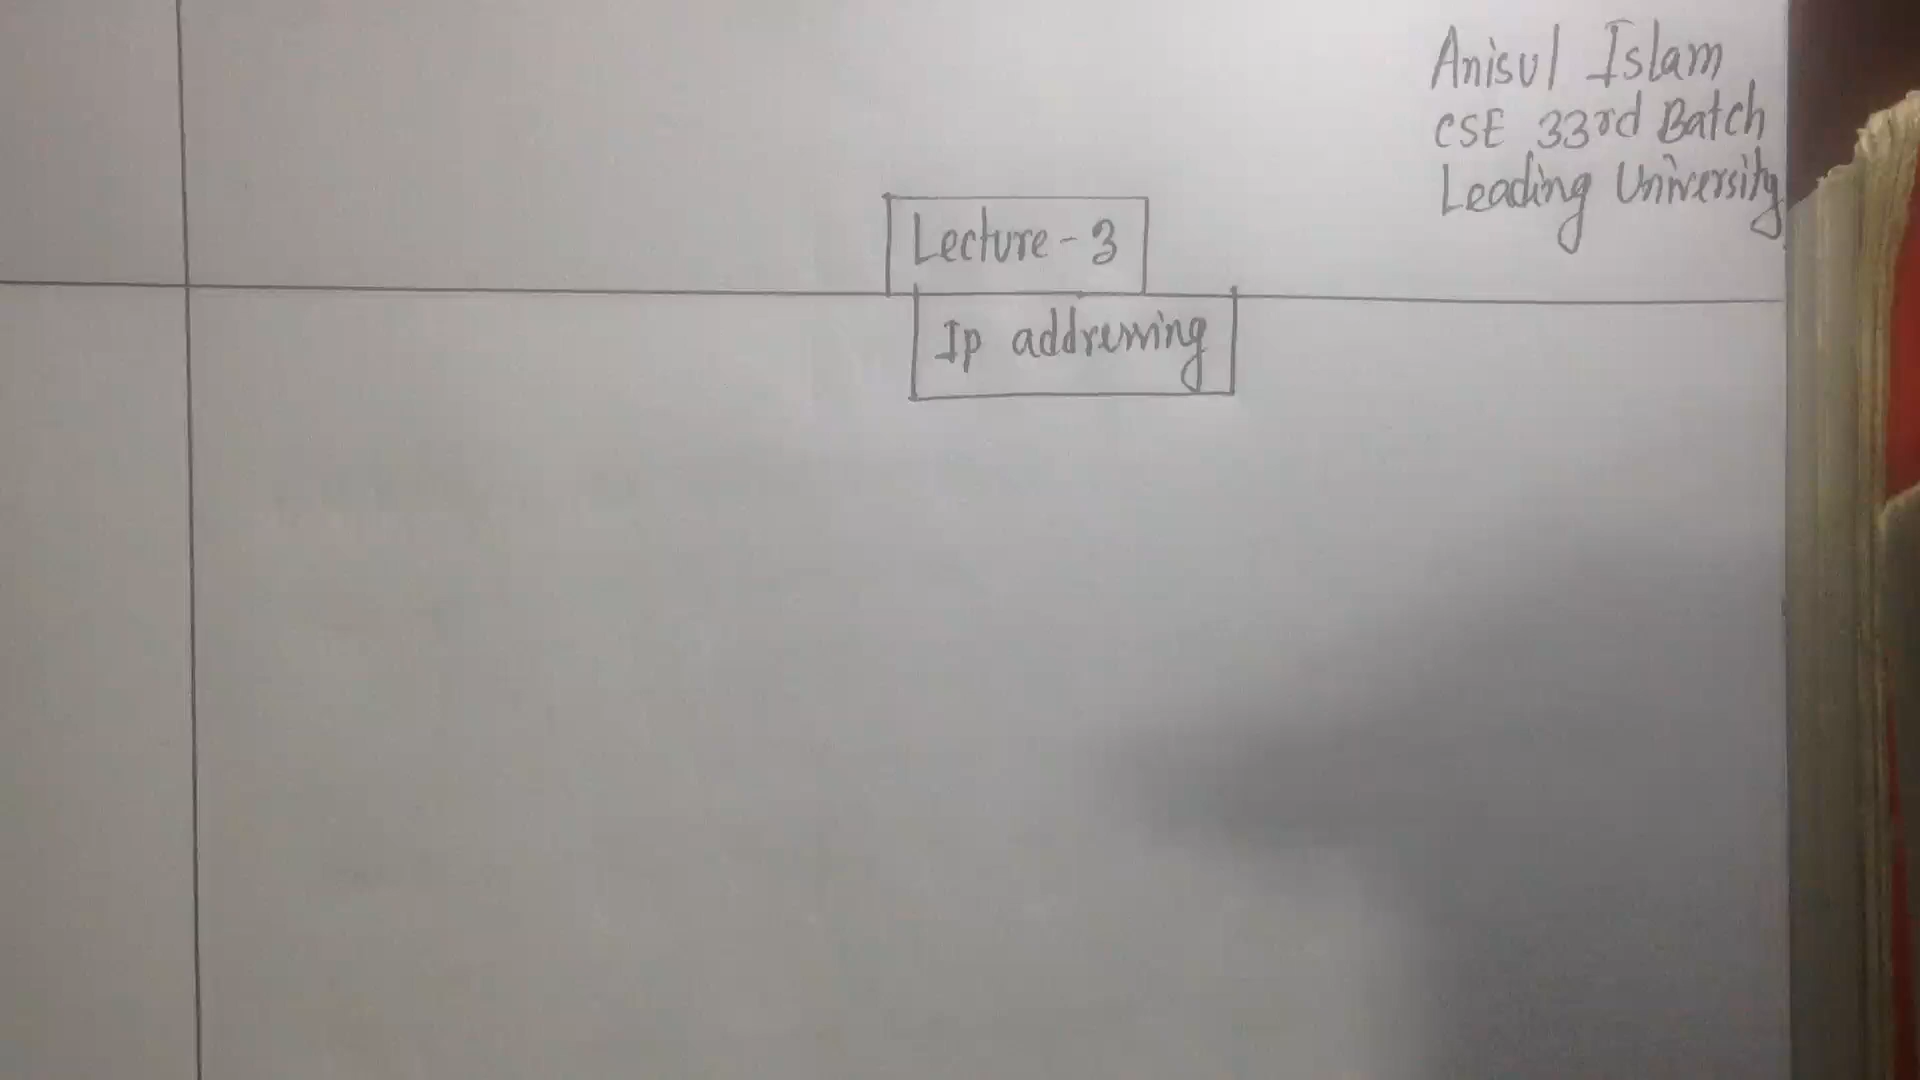 Anisul Islam
CSE 33rd Batch
Leading University
Lecture - 3
Ip addressing